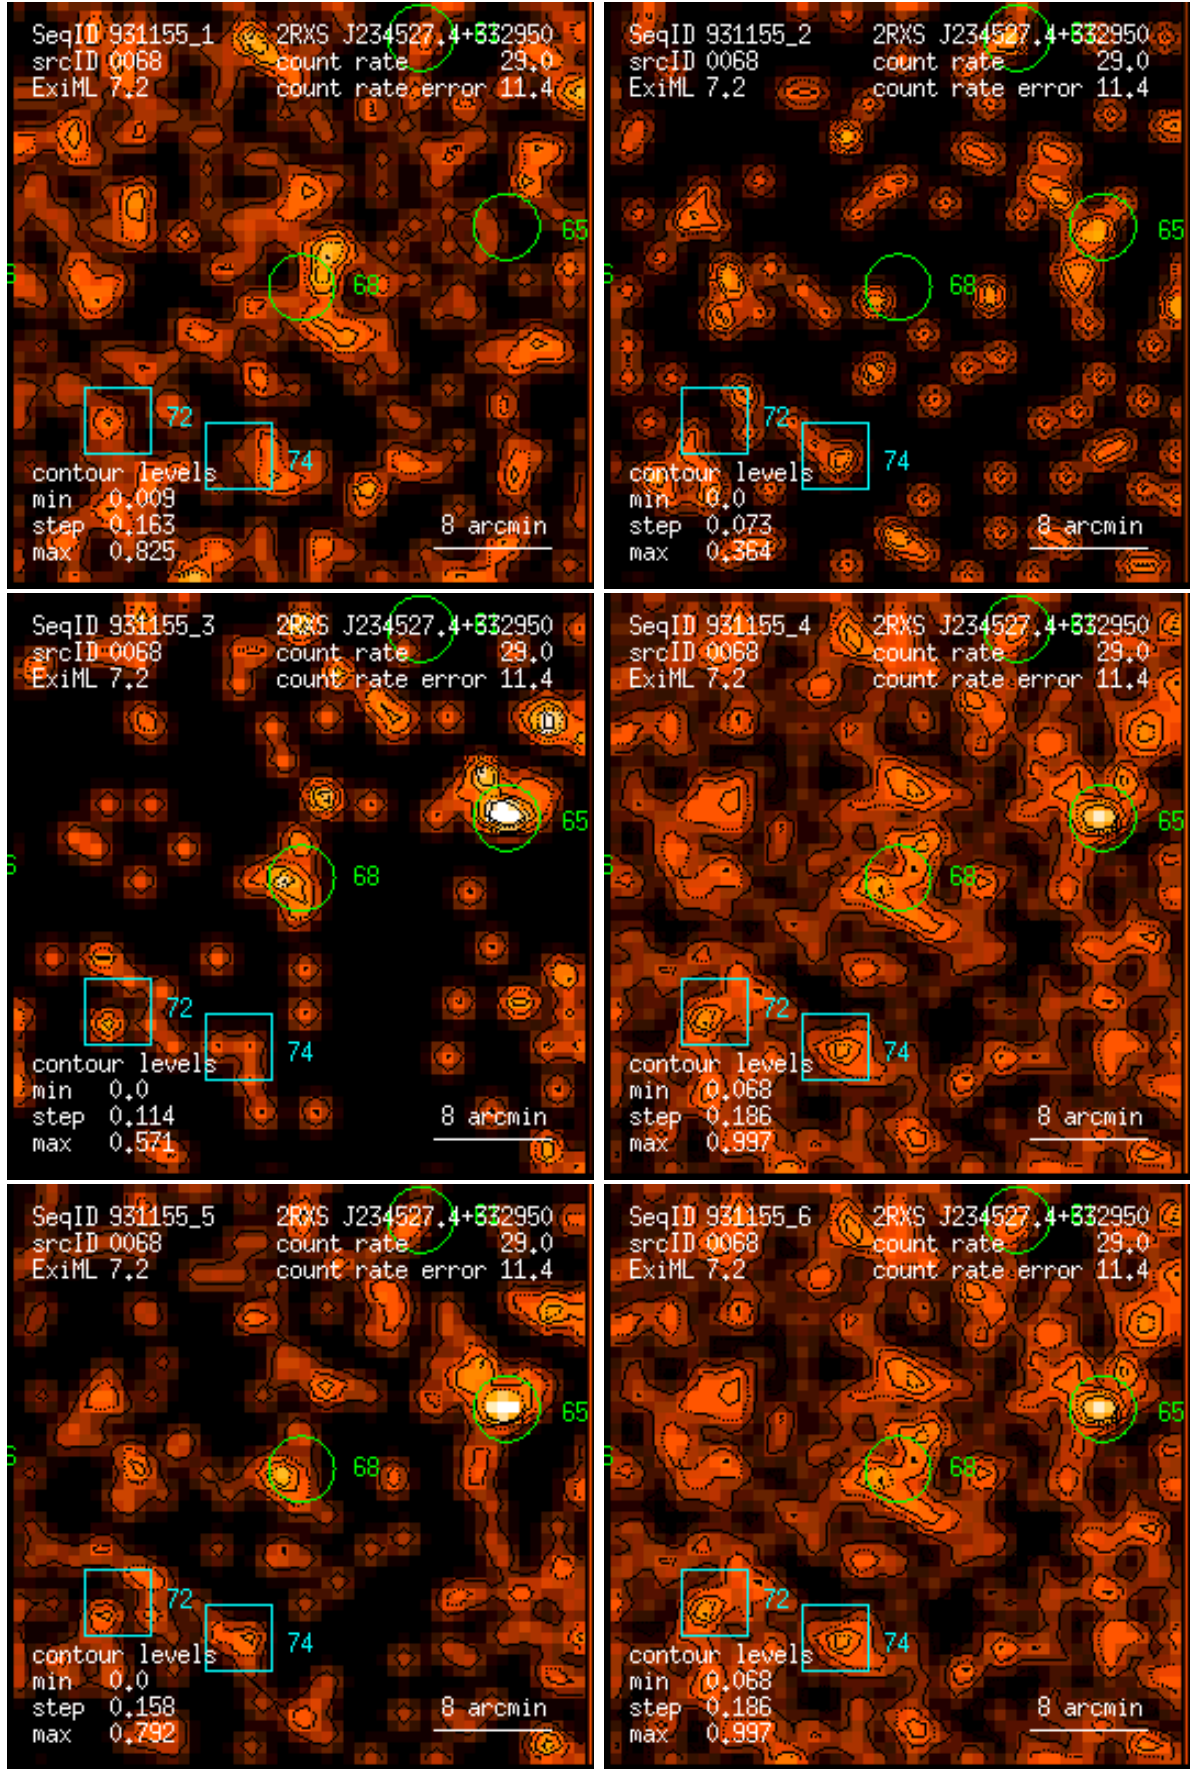 SeqID 931155_1 2RXS J234527.4+632950
srcID 0068 count rate 29.0
ExiML 7.2 count rate error 11.4
65
68
72
74
contour levels
min 0.009
step 0.163
max 0.825
8 arcmin
SeqID 931155_2 2RXS J234527.4+632950
srcID 0068 count rate 29.0
ExiML 7.2 count rate error 11.4
65
68
72
74
contour levels
min 0.0
step 0.073
max 0.364
8 arcmin
SeqID 931155_3 2RXS J234527.4+632950
srcID 0068 count rate 29.0
ExiML 7.2 count rate error 11.4
65
68
72
74
contour levels
min 0.0
step 0.114
max 0.571
8 arcmin
SeqID 931155_4 2RXS J234527.4+632950
srcID 0068 count rate 29.0
ExiML 7.2 count rate error 11.4
65
68
72
74
contour levels
min 0.068
step 0.186
max 0.997
8 arcmin
SeqID 931155_5 2RXS J234527.4+632950
srcID 0068 count rate 29.0
ExiML 7.2 count rate error 11.4
65
68
72
74
contour levels
min 0.0
step 0.158
max 0.792
8 arcmin
SeqID 931155_6 2RXS J234527.4+632950
srcID 0068 count rate 29.0
ExiML 7.2 count rate error 11.4
65
68
72
74
contour levels
min 0.068
step 0.186
max 0.997
8 arcmin